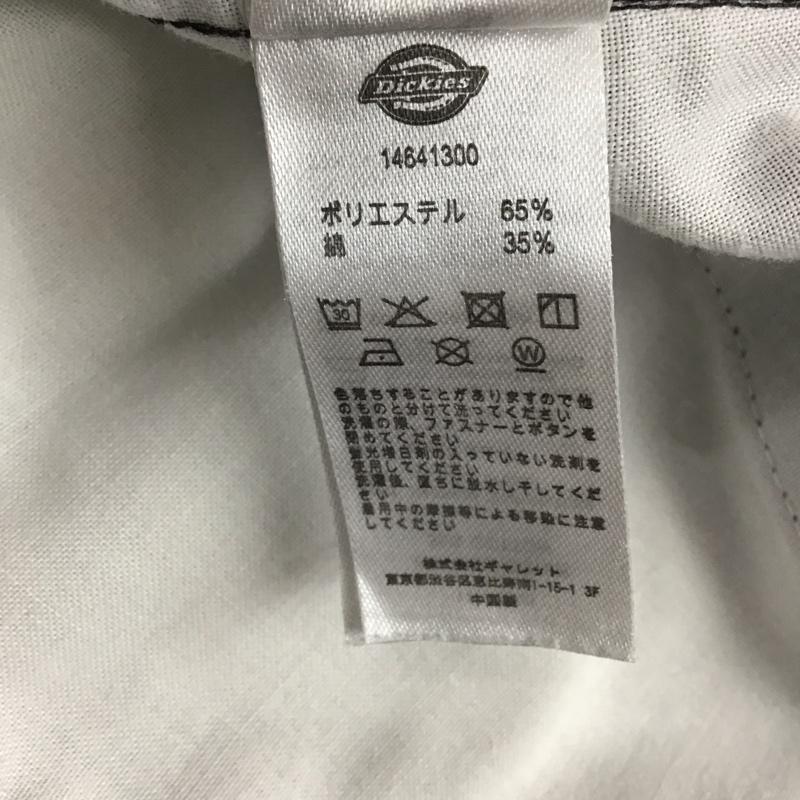 Dickies
14641300
ポリエステル 65%
綿 35%
30
W
色落ちすることがありますので他
のものと分けて洗ってください
洗濯の際、ファスナーとボタンを
閉めてください
蛍光増白剤の入っていない洗剤を
使用してください
洗濯後、直ちに脱水し干してくだ
さい
着用中の摩擦等による移染に注意
してください
株式会社ギャレット
東京都渋谷区恵比寿南1-15-1 3F
中国製